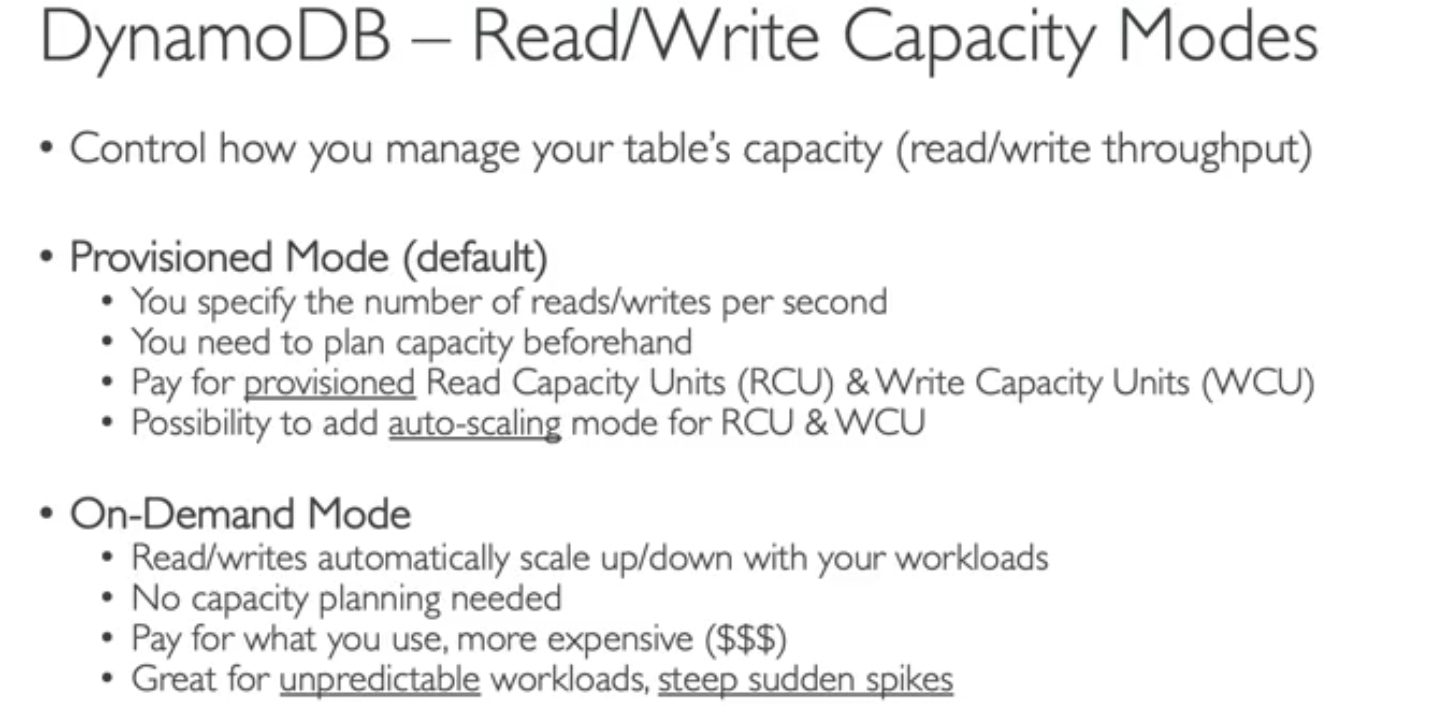 DynamoDB – Read/Write Capacity Modes
• Control how you manage your table's capacity (read/write throughput)
• Provisioned Mode (default)
• You specify the number of reads/writes per second
• You need to plan capacity beforehand
• Pay for provisioned Read Capacity Units (RCU) & Write Capacity Units (WCU)
• Possibility to add auto-scaling mode for RCU & WCU
• On-Demand Mode
• Read/writes automatically scale up/down with your workloads
• No capacity planning needed
• Pay for what you use, more expensive ($$$)
• Great for unpredictable workloads, steep sudden spikes